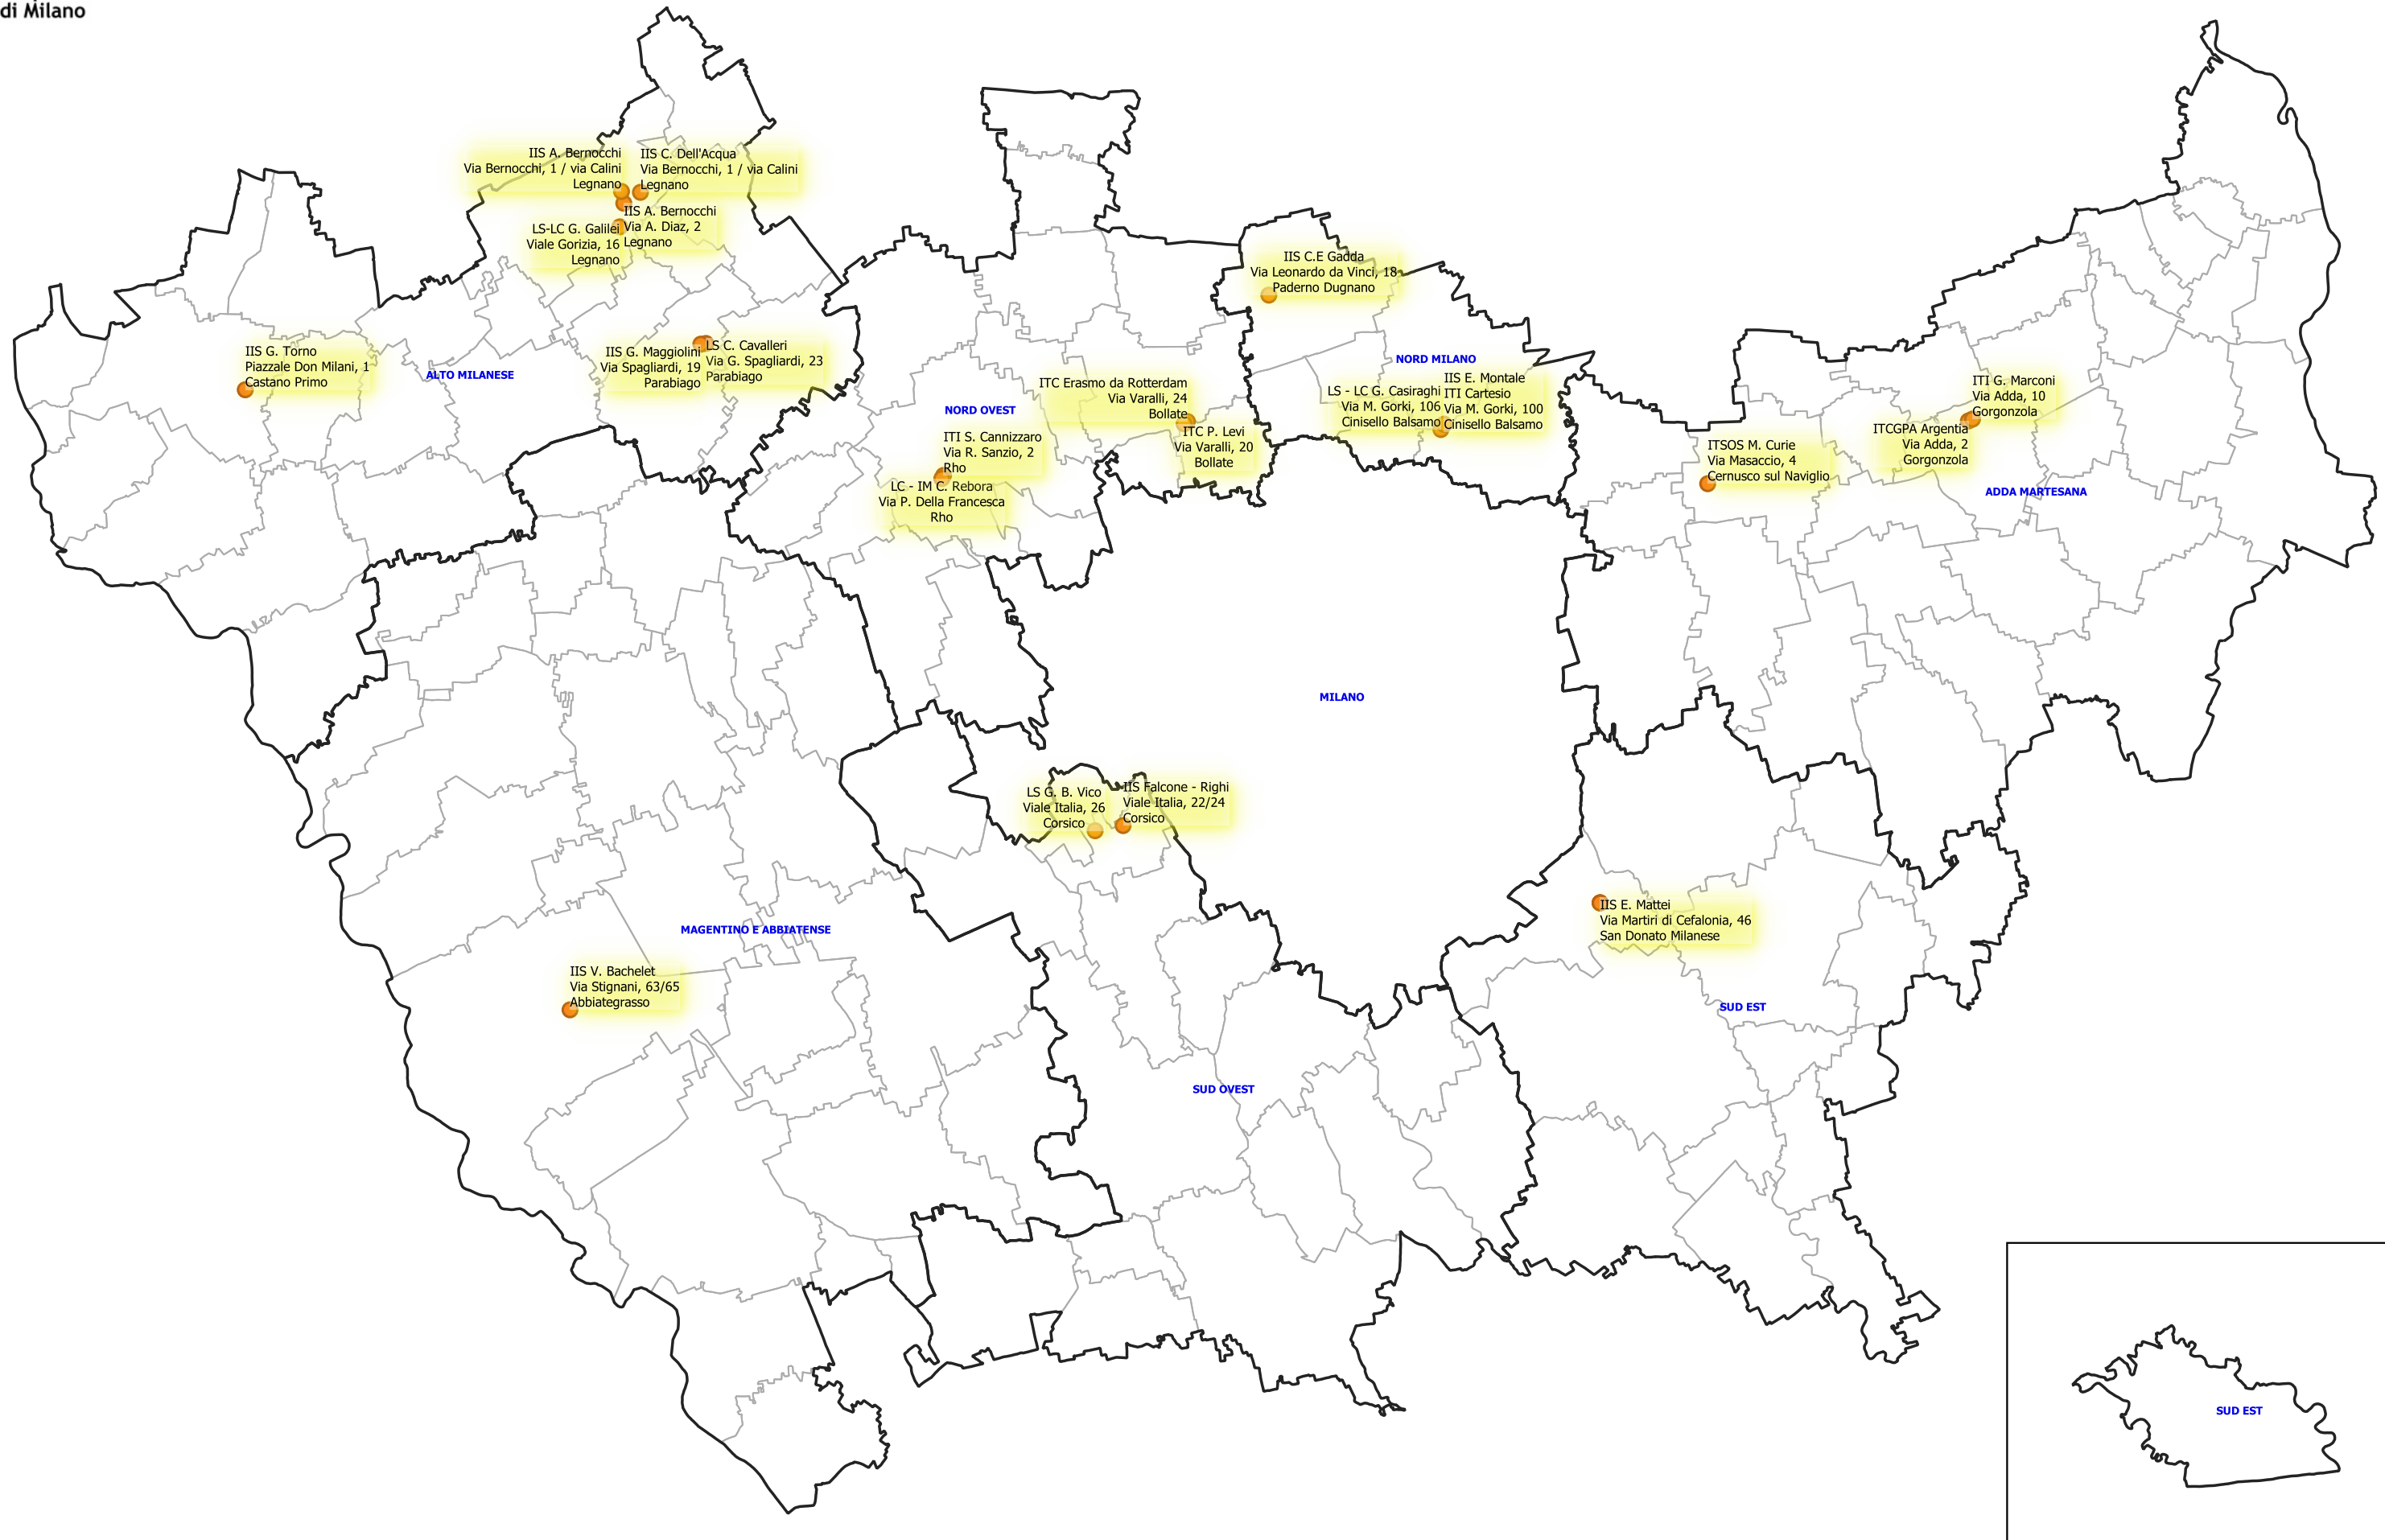 di Milano
IIS A. Bernocchi
Via Bernocchi, 1 / via Calini
Legnano
IIS C. Dell'Acqua
Via Bernocchi, 1 / via Calini
Legnano
IIS A. Bernocchi
Via A. Diaz, 2
Legnano
LS-LC G. Galilei
Viale Gorizia, 16
Legnano
IIS C.E Gadda
Via Leonardo da Vinci, 18
Paderno Dugnano
IIS G. Torno
Piazzale Don Milani, 1
Castano Primo
ALTO MILANESE
IIS G. Maggiolini
Via Spagliardi, 19
Parabiago
LS C. Cavalleri
Via G. Spagliardi, 23
Parabiago
NORD OVEST
ITC Erasmo da Rotterdam
Via Varalli, 24
Bollate
ITC P. Levi
Via Varalli, 20
Bollate
ITI S. Cannizzaro
Via R. Sanzio, 2
Rho
LC - IM C. Rebora
Via P. Della Francesca
Rho
NORD MILANO
LS - LC G. Casiraghi
Via M. Gorki, 106
Cinisello Balsamo
IIS E. Montale
ITI Cartesio
Via M. Gorki, 100
Cinisello Balsamo
ITI G. Marconi
Via Adda, 10
Gorgonzola
ITCGPA Argentia
Via Adda, 2
Gorgonzola
ITSOS M. Curie
Via Masaccio, 4
Cernusco sul Naviglio
ADDA MARTESANA
MILANO
LS G. B. Vico
Viale Italia, 26
Corsico
IIS Falcone - Righi
Viale Italia, 22/24
Corsico
IIS E. Mattei
Via Martiri di Cefalonia, 46
San Donato Milanese
MAGENTINO E ABBIATENSE
IIS V. Bachelet
Via Stignani, 63/65
Abbiategrasso
SUD EST
SUD OVEST
SUD EST